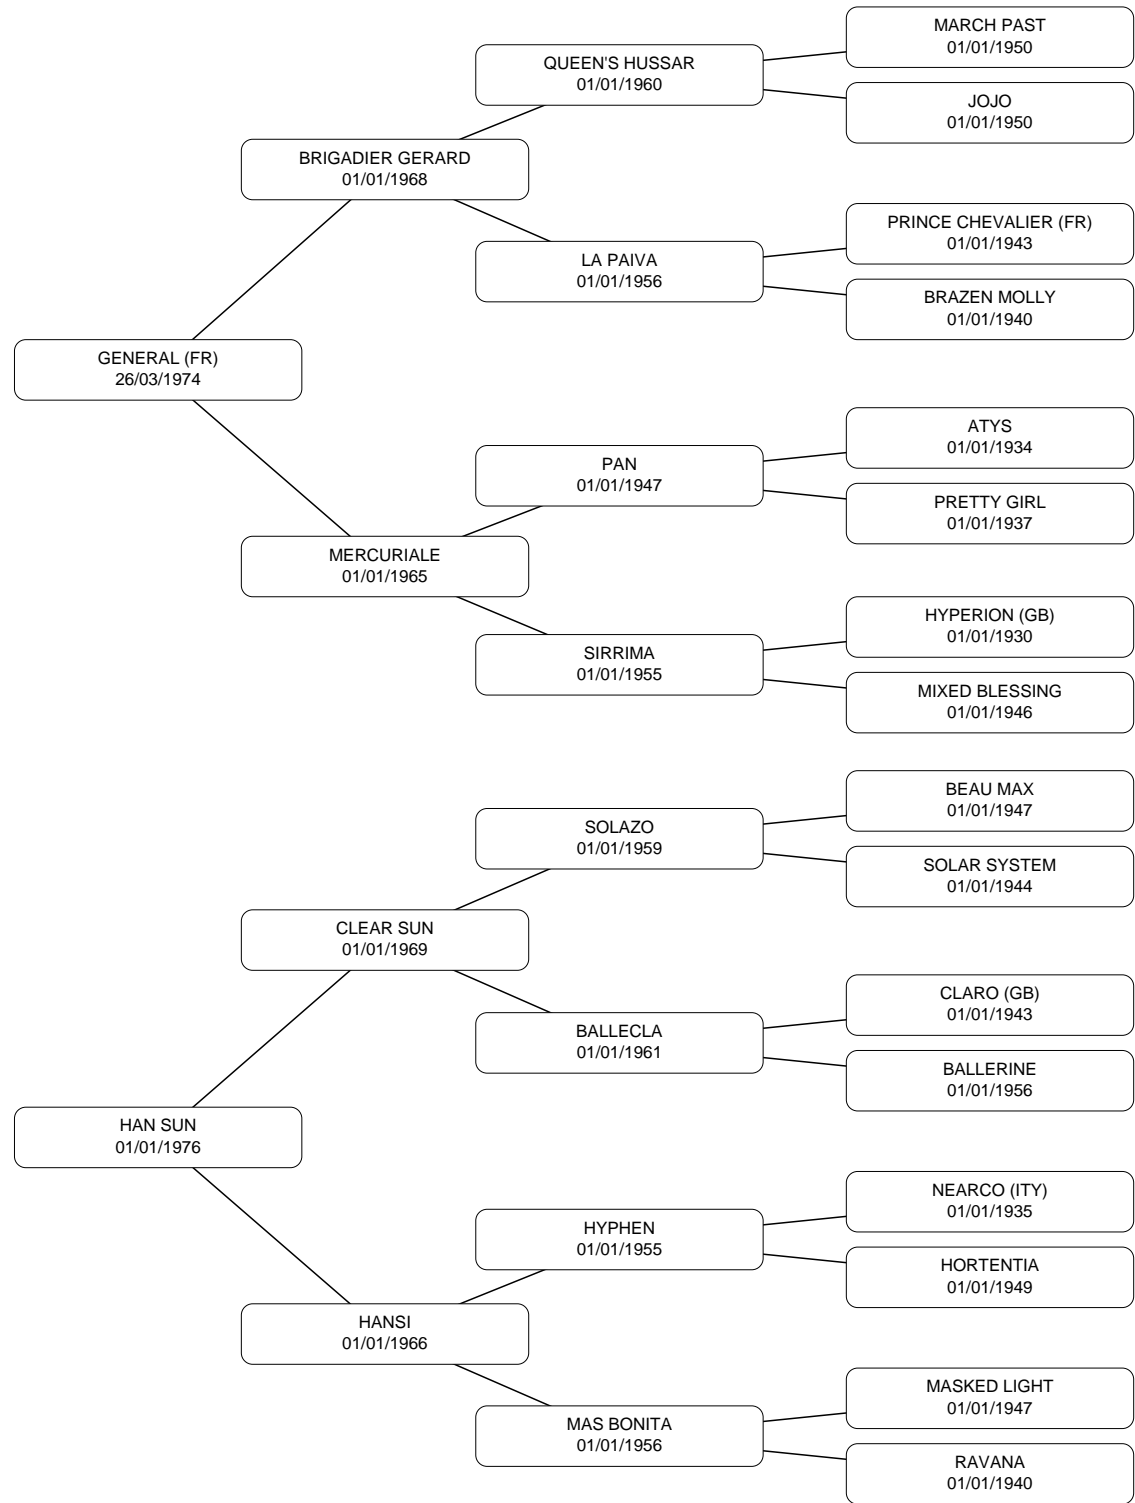 MARCH PAST
01/01/1950
QUEEN'S HUSSAR
01/01/1960
JOJO
01/01/1950
BRIGADIER GERARD
01/01/1968
PRINCE CHEVALIER (FR)
01/01/1943
LA PAIVA
01/01/1956
BRAZEN MOLLY
01/01/1940
GENERAL (FR)
26/03/1974
ATYS
01/01/1934
PAN
01/01/1947
PRETTY GIRL
01/01/1937
MERCURIALE
01/01/1965
HYPERION (GB)
01/01/1930
SIRRIMA
01/01/1955
MIXED BLESSING
01/01/1946
BEAU MAX
01/01/1947
SOLAZO
01/01/1959
SOLAR SYSTEM
01/01/1944
CLEAR SUN
01/01/1969
CLARO (GB)
01/01/1943
BALLECLA
01/01/1961
BALLERINE
01/01/1956
HAN SUN
01/01/1976
NEARCO (ITY)
01/01/1935
HYPHEN
01/01/1955
HORTENTIA
01/01/1949
HANSI
01/01/1966
MASKED LIGHT
01/01/1947
MAS BONITA
01/01/1956
RAVANA
01/01/1940